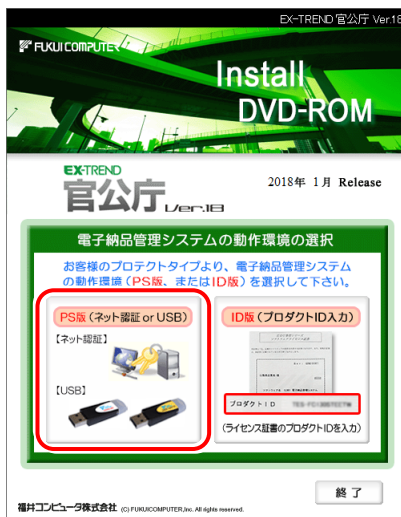 EX-TREND 官公庁 Ver.18
FUKUI COMPUTER
Install
DVD-ROM
EX-TREND
官公庁 Ver.18
2018年 1月 Release
電子納品管理システムの動作環境の選択
お客様のプロテクトタイプより、電子納品管理システム
の動作環境（PS版、またはID版）を選択して下さい。
PS版（ネット認証 or USB）
【ネット認証】
【USB】
ID版（プロダクトID入力）
プロダクトID
（ライセンス証書のプロダクトIDを入力）
終了
福井コンピュータ株式会社 (C) FUKUICOMPUTER,Inc. All rights reserved.